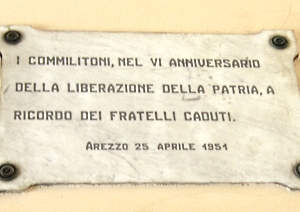 I COMMILITONI, NEL VI ANNIVERSARIO
DELLA LIBERAZIONE DELLA PATRIA, A
RICORDO DEI FRATELLI CADUTI.
AREZZO 25 APRILE 1951